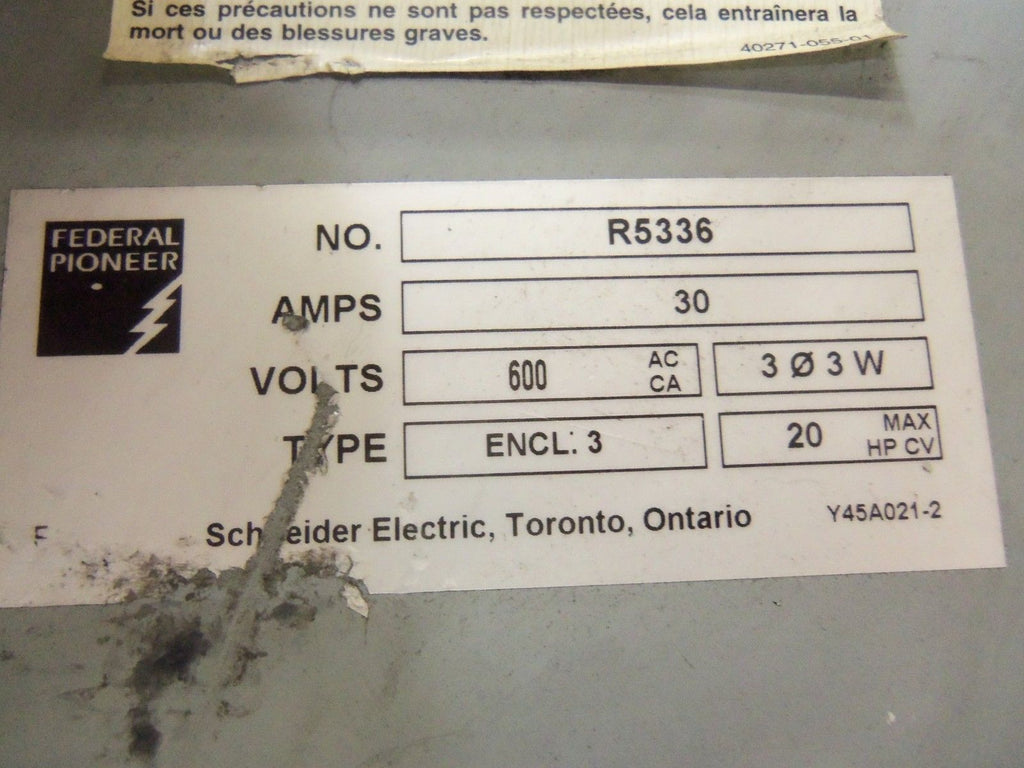 Si ces précautions ne sont pas respectées, cela entraînera la
mort ou des blessures graves.
40271-055-01
FEDERAL
PIONEER
NO. R5336
AMPS 30
VOLTS 600 AC CA 3 Ø 3 W
TYPE ENCL. 3 20 MAX HP CV
F
Schneider Electric, Toronto, Ontario Y45A021-2